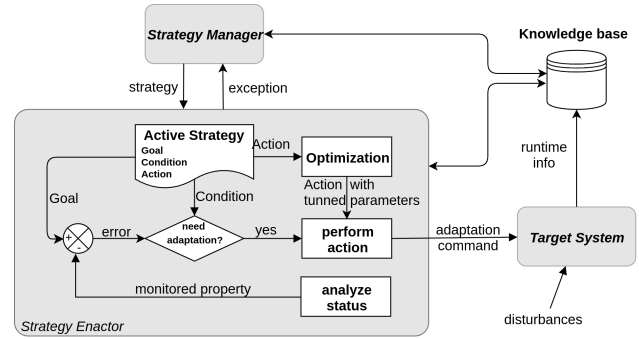 Strategy Manager
Knowledge base
strategy
exception
Active Strategy
Goal
Condition
Action
Action
Optimization
runtime
info
Goal
Condition
Action with
tunned parameters
+
-
error
need
adaptation?
yes
perform
action
adaptation
command
Target System
monitored property
analyze
status
disturbances
Strategy Enactor